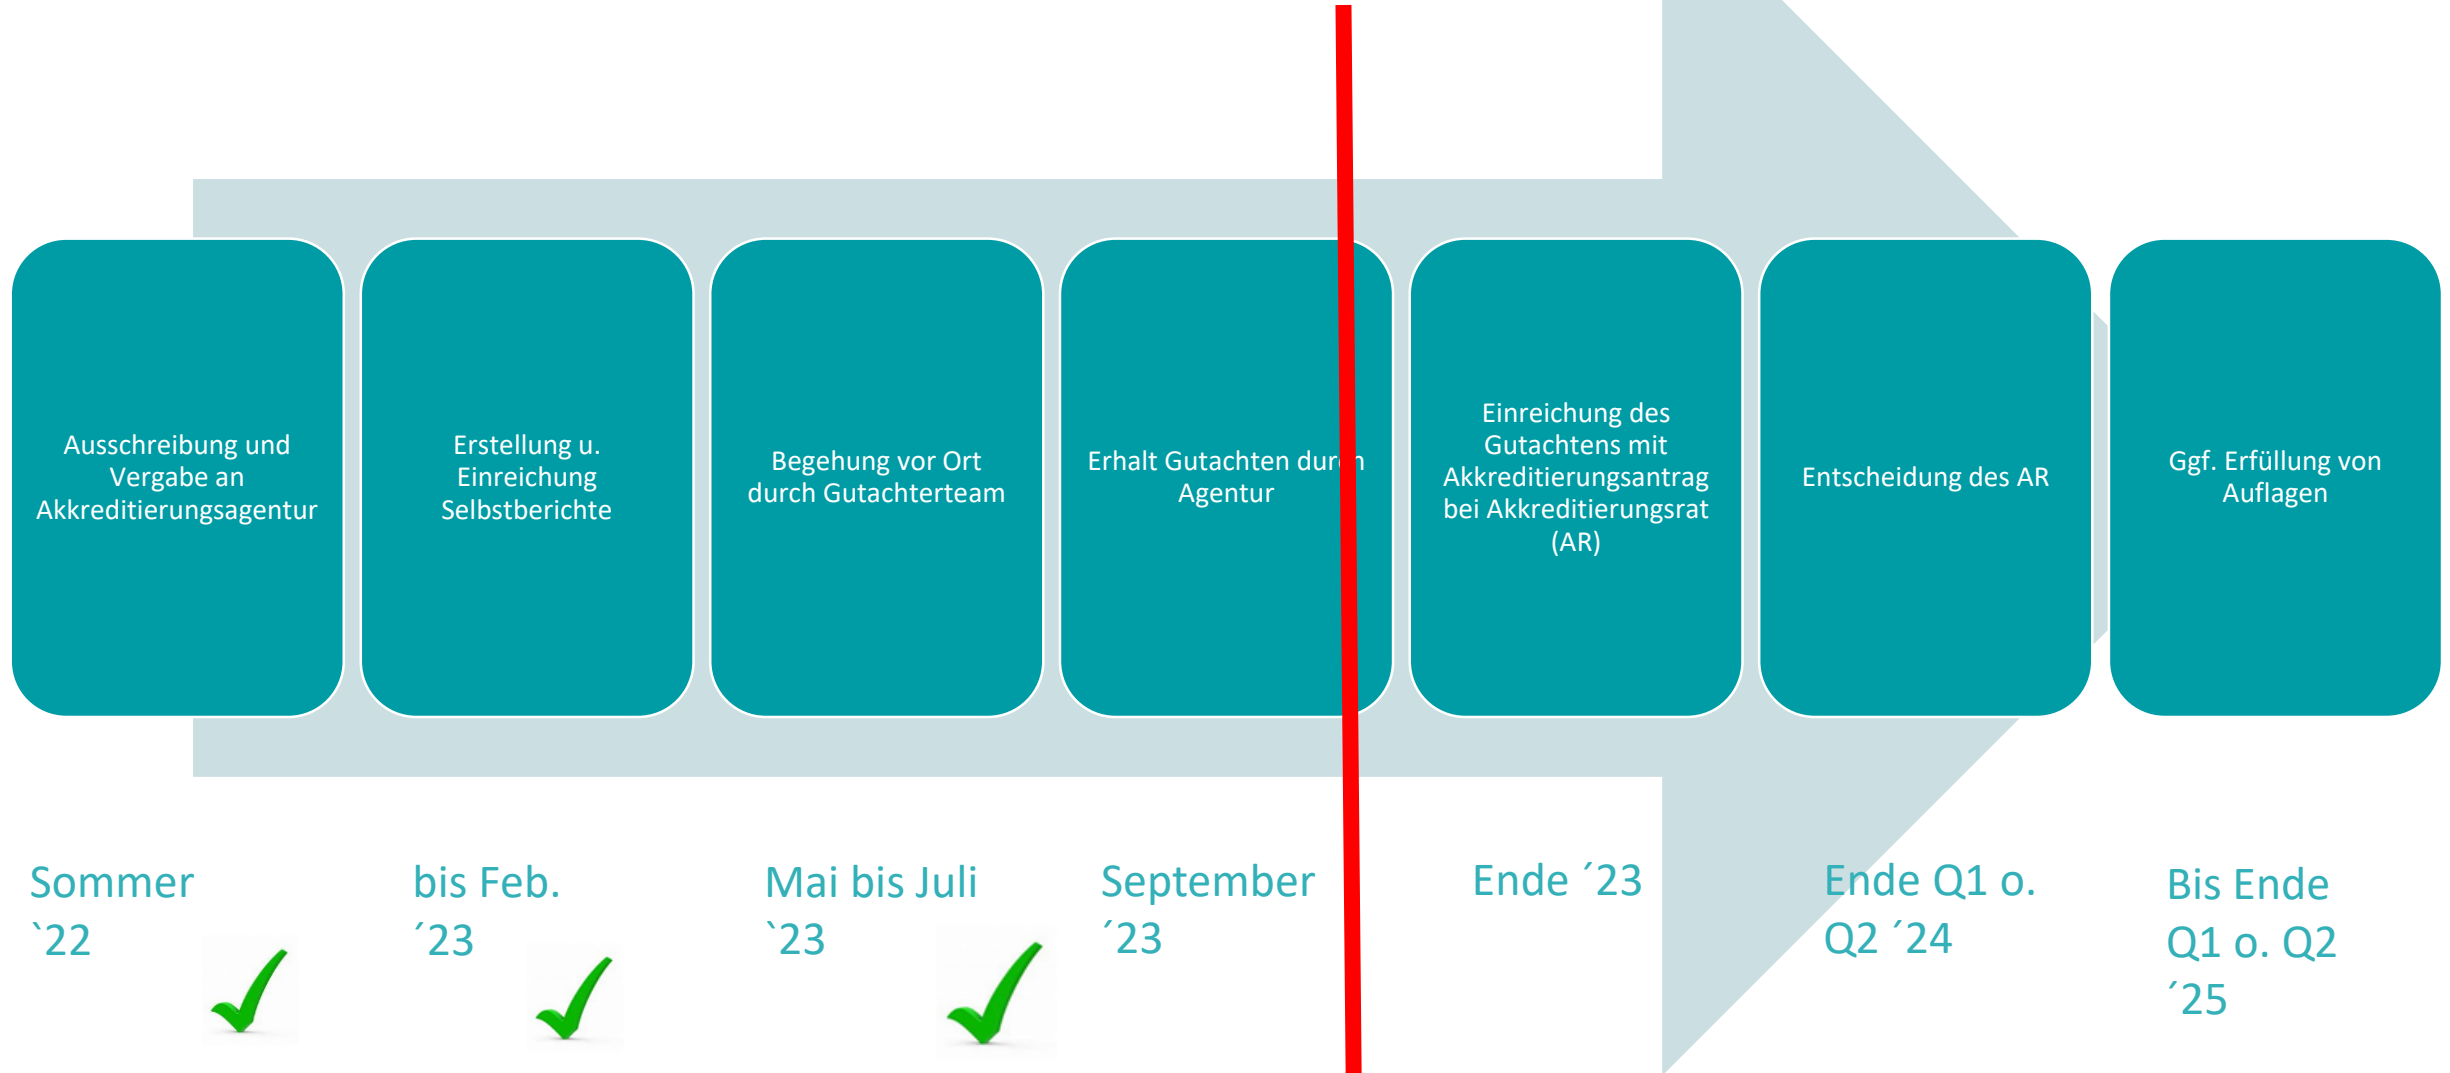 Ausschreibung und
Vergabe an
Akkreditierungsagentur
Erstellung u.
Einreichung
Selbstberichte
Begehung vor Ort
durch Gutachterteam
Erhalt Gutachten durch
Agentur
Einreichung des
Gutachtens mit
Akkreditierungsantrag
bei Akkreditierungsrat
(AR)
Entscheidung des AR
Ggf. Erfüllung von
Auflagen
Sommer
`22
bis Feb.
´23
Mai bis Juli
`23
September
´23
Ende ´23
Ende Q1 o.
Q2 ´24
Bis Ende
Q1 o. Q2
´25